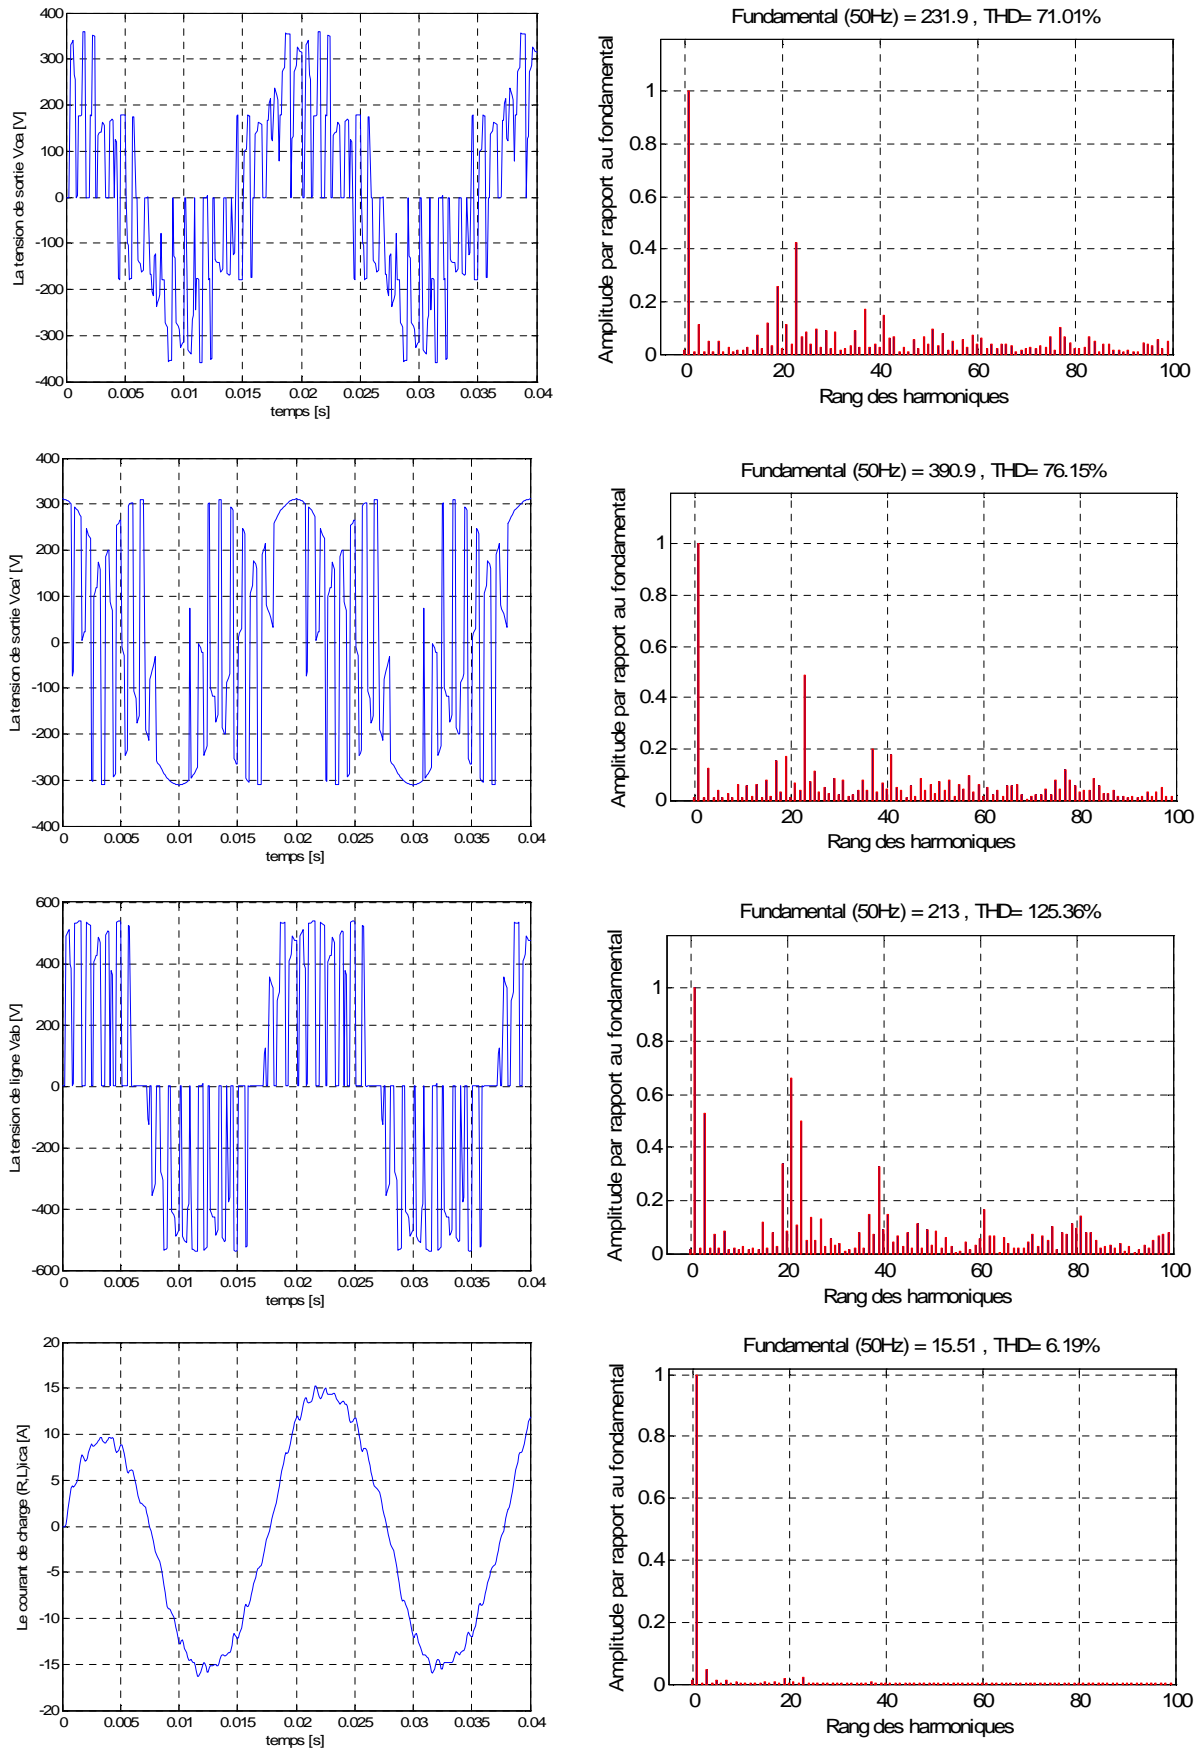 Fundamental (50Hz) = 231.9 , THD= 71.01%
La tension de sortie Vca [V]
400
300
200
100
0
-100
-200
-300
-400
0 0.005 0.01 0.015 0.02 0.025 0.03 0.035 0.04
temps [s]
Amplitude par rapport au fondamental
1
0.8
0.6
0.4
0.2
0
0 20 40 60 80 100
Rang des harmoniques
Fundamental (50Hz) = 390.9 , THD= 76.15%
La tension de sortie Vca' [V]
400
300
200
100
0
-100
-200
-300
-400
0 0.005 0.01 0.015 0.02 0.025 0.03 0.035 0.04
temps [s]
Amplitude par rapport au fondamental
1
0.8
0.6
0.4
0.2
0
0 20 40 60 80 100
Rang des harmoniques
Fundamental (50Hz) = 213 , THD= 125.36%
La tension de ligne Vab [V]
600
400
200
0
-200
-400
-600
0 0.005 0.01 0.015 0.02 0.025 0.03 0.035 0.04
temps [s]
Amplitude par rapport au fondamental
1
0.8
0.6
0.4
0.2
0
0 20 40 60 80 100
Rang des harmoniques
Fundamental (50Hz) = 15.51 , THD= 6.19%
Le courant de charge (R,L)ica [A]
20
15
10
5
0
-5
-10
-15
-20
0 0.005 0.01 0.015 0.02 0.025 0.03 0.035 0.04
temps [s]
Amplitude par rapport au fondamental
1
0.8
0.6
0.4
0.2
0
0 20 40 60 80 100
Rang des harmoniques